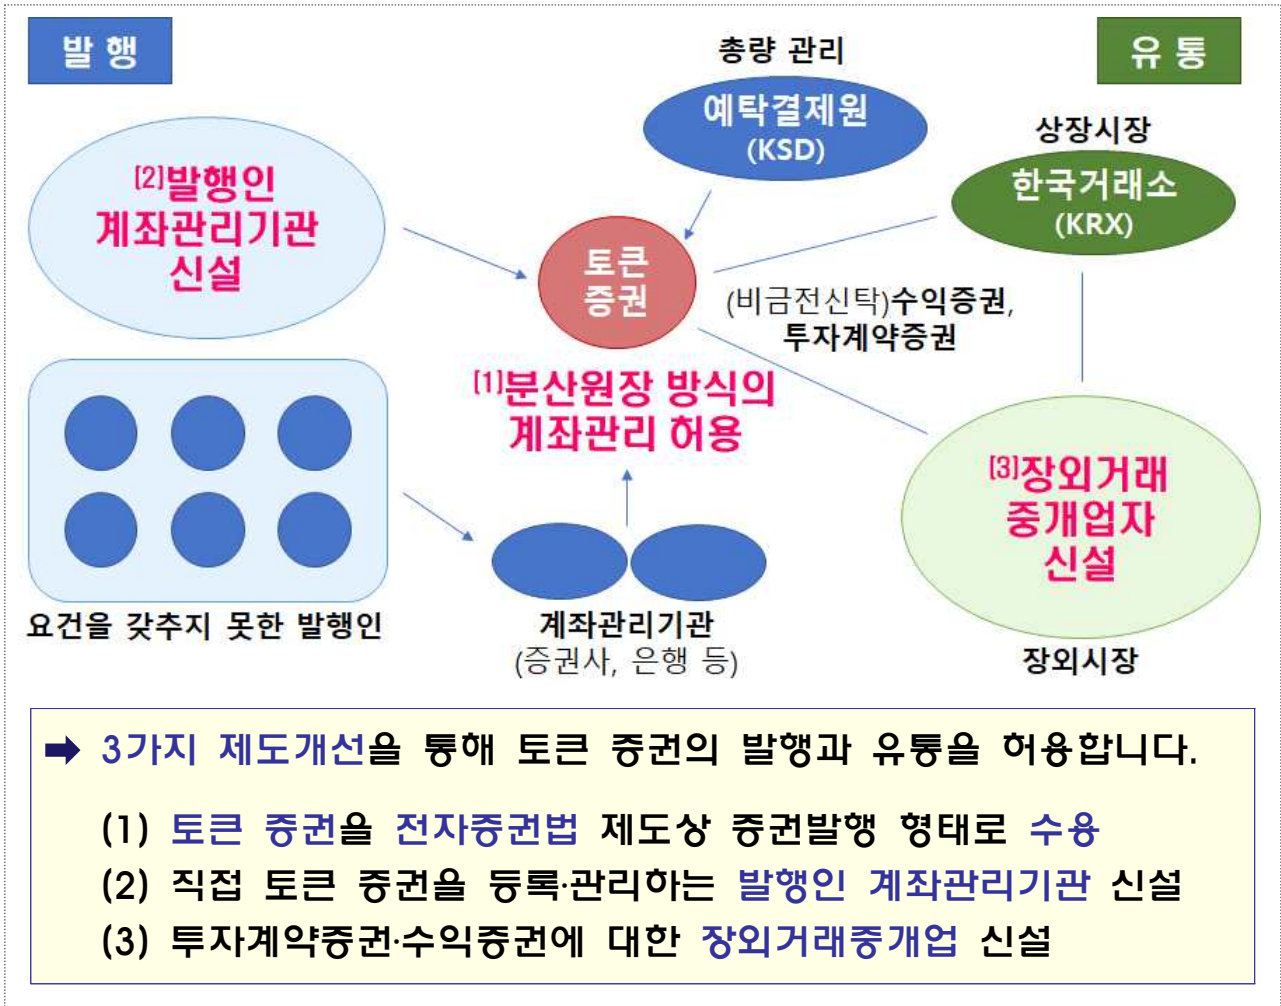 발 행
유 통
총량 관리
예탁결제원
(KSD)
상장시장
한국거래소
(KRX)
[2]발행인
계좌관리기관
신설
토큰
증권
(비금전신탁)수익증권,
투자계약증권
[1]분산원장 방식의
계좌관리 허용
[3]장외거래
중개업자
신설
장외시장
요건을 갖추지 못한 발행인
계좌관리기관
(증권사, 은행 등)
➡ 3가지 제도개선을 통해 토큰 증권의 발행과 유통을 허용합니다.
(1) 토큰 증권을 전자증권법 제도상 증권발행 형태로 수용
(2) 직접 토큰 증권을 등록·관리하는 발행인 계좌관리기관 신설
(3) 투자계약증권·수익증권에 대한 장외거래중개업 신설